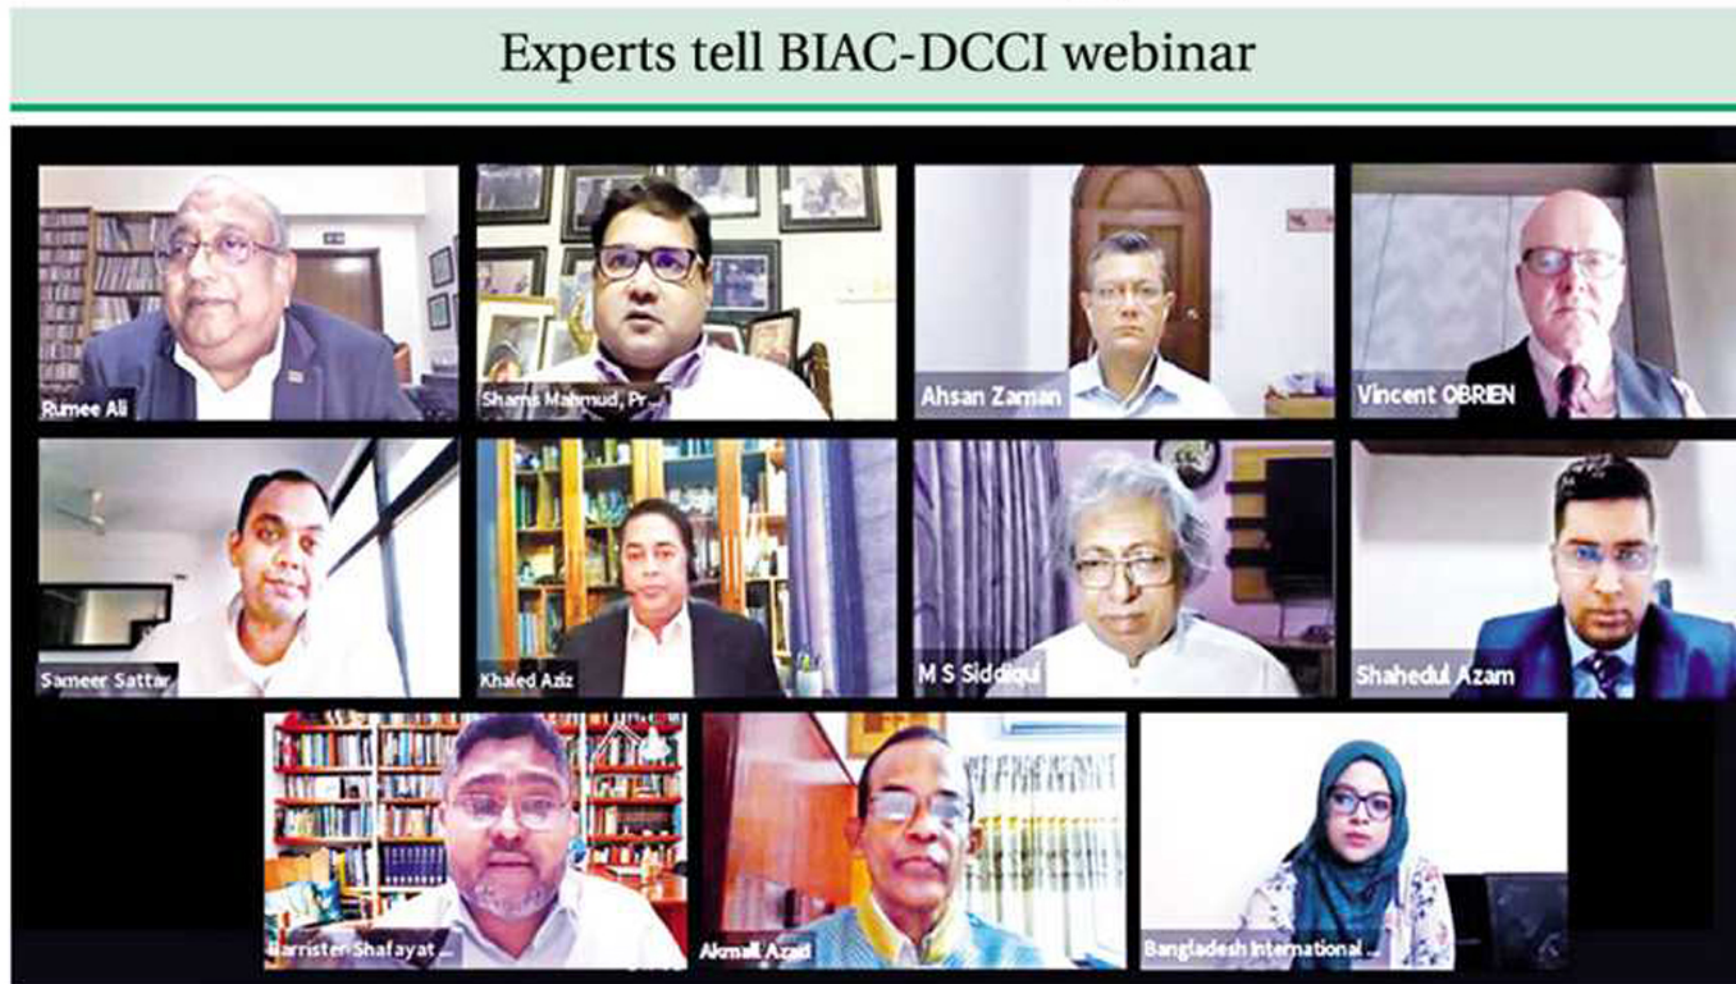 Experts tell BIAC-DCCI webinar
Rumee Ali
Shams Mahmud, Pr...
Ahsan Zaman
Vincent OBRIEN
Sameer Sattar
Khaled Aziz
M S Siddiqui
Shahedul Azam
Barrister Shafayat ...
Akmall Azad
Bangladesh International ...